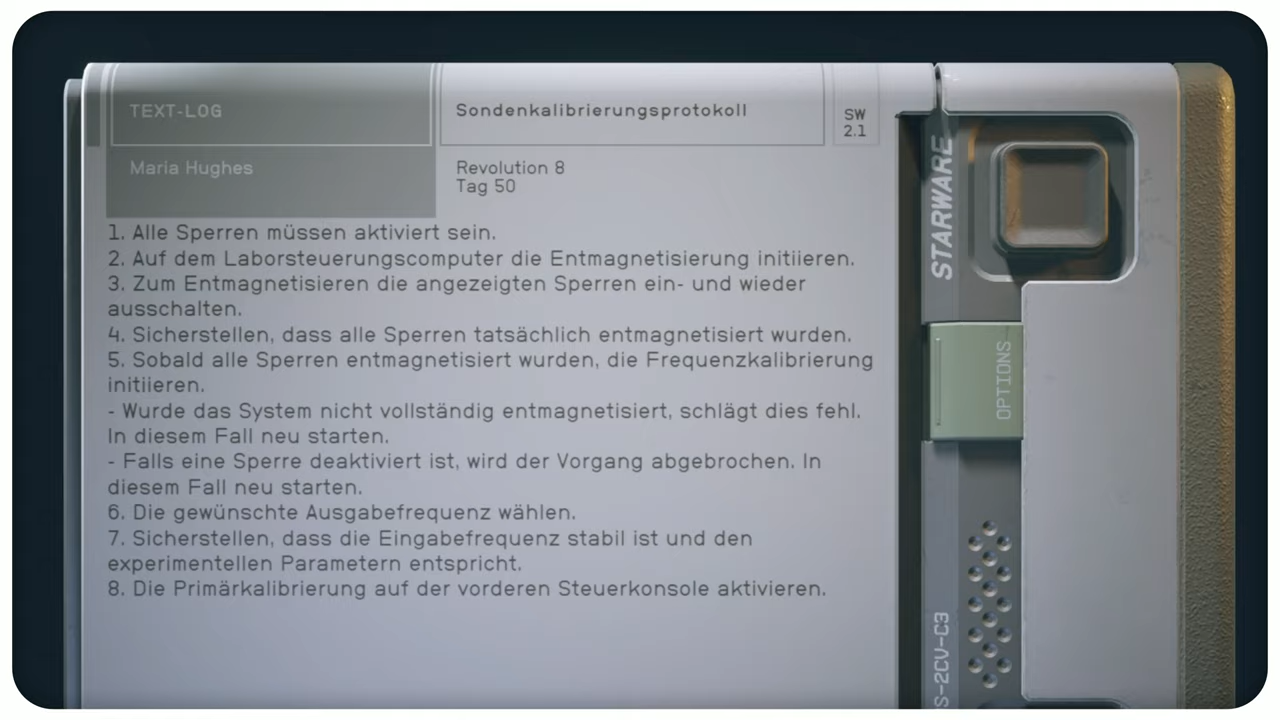 TEXT-LOG
Sondenkalibrierungsprotokoll
SW
2.1
Maria Hughes
Revolution 8
Tag 50
1. Alle Sperren müssen aktiviert sein.
2. Auf dem Laborsteuerungscomputer die Entmagnetisierung initiieren.
3. Zum Entmagnetisieren die angezeigten Sperren ein- und wieder
ausschalten.
4. Sicherstellen, dass alle Sperren tatsächlich entmagnetisiert wurden.
5. Sobald alle Sperren entmagnetisiert wurden, die Frequenzkalibrierung
initiieren.
- Wurde das System nicht vollständig entmagnetisiert, schlägt dies fehl.
In diesem Fall neu starten.
- Falls eine Sperre deaktiviert ist, wird der Vorgang abgebrochen. In
diesem Fall neu starten.
6. Die gewünschte Ausgabefrequenz wählen.
7. Sicherstellen, dass die Eingabefrequenz stabil ist und den
experimentellen Parametern entspricht.
8. Die Primärkalibrierung auf der vorderen Steuerkonsole aktivieren.
STARWARE
OPTIONS
S-2CV-C3